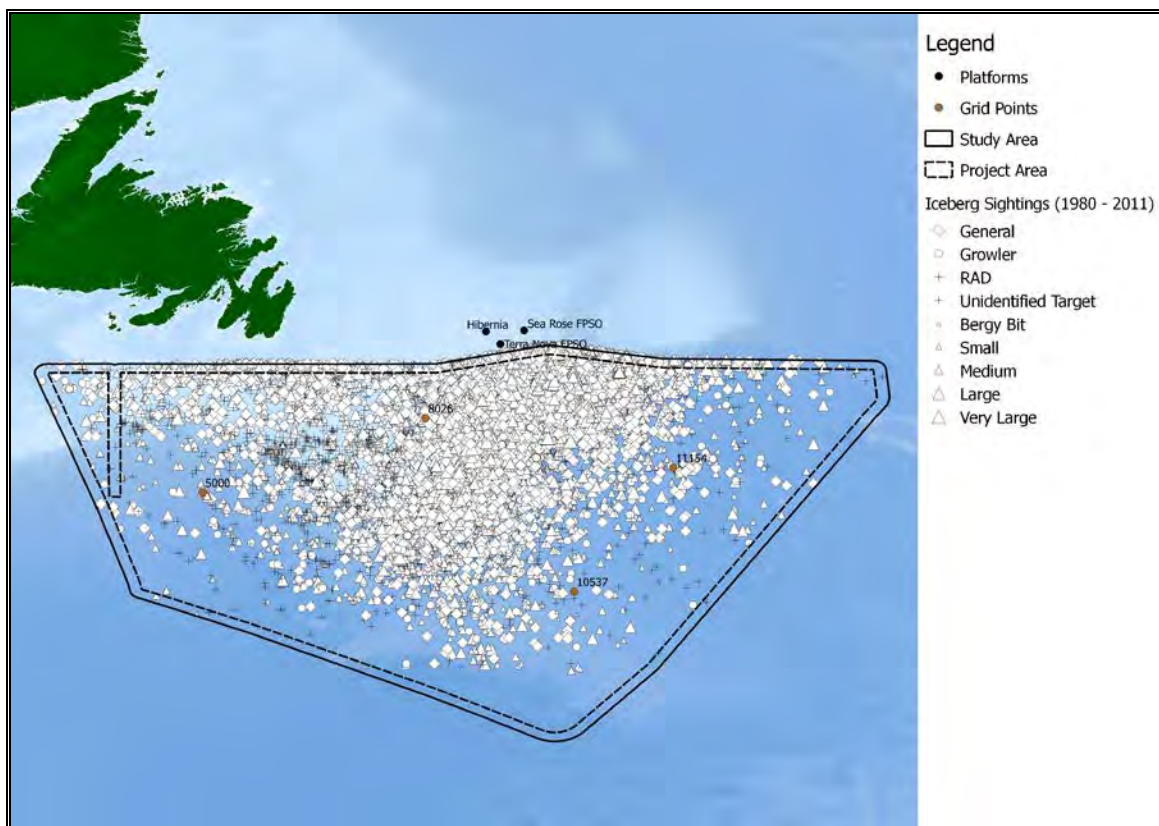 Legend
Platforms
Grid Points
Study Area
Project Area
Iceberg Sightings (1980 - 2011)
General
Growler
RAD
Unidentified Target
Bergy Bit
Small
Medium
Large
Very Large
Hibernia
Sea Rose FPSO
Terra Nova FPSO
8026
11154
5000
10537